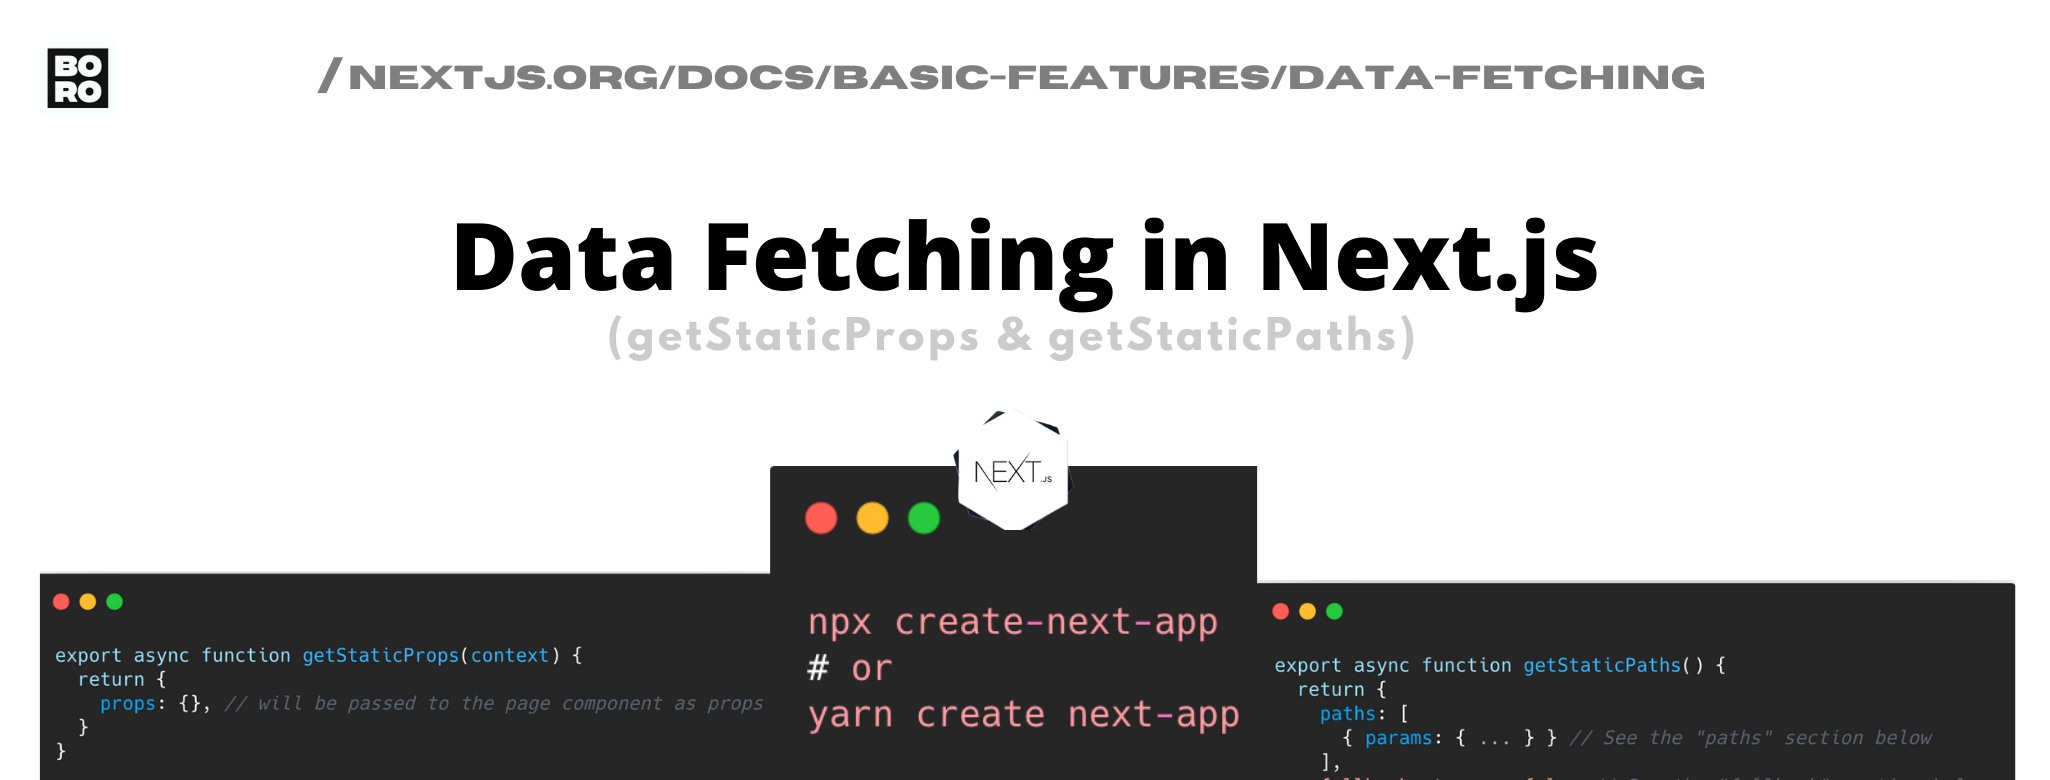 BO
RO
/NEXTJS.ORG/DOCS/BASIC-FEATURES/DATA-FETCHING
Data Fetching in Next.js
(getStaticProps & getStaticPaths)
NEXT.JS
export async function getStaticProps(context) {
return {
props: {}, // will be passed to the page component as props
}
}
npx create-next-app
# or
yarn create next-app
export async function getStaticPaths() {
return {
paths: [
{ params: { ... } } // See the "paths" section below
],